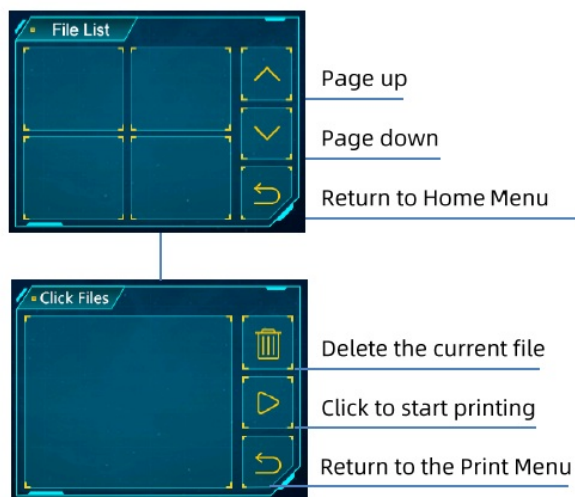 File List
Page up
Page down
Return to Home Menu
Click Files
Delete the current file
Click to start printing
Return to the Print Menu